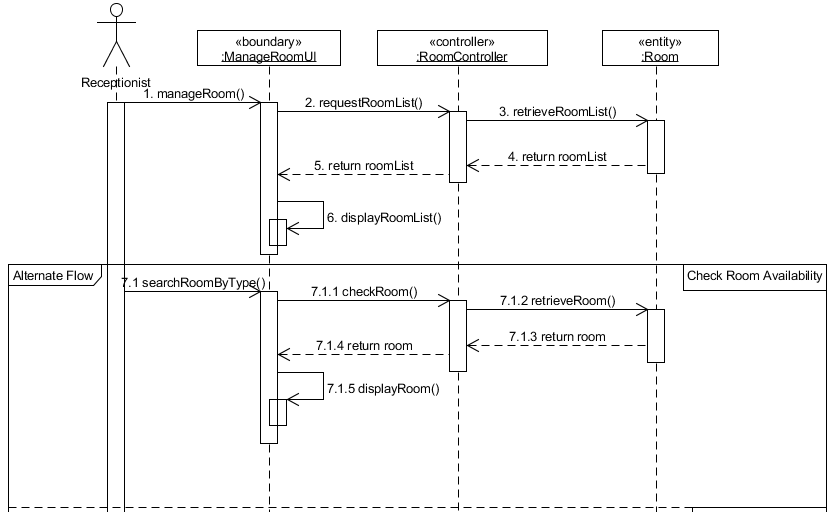 «boundary»
:ManageRoomUI
«controller»
:RoomController
«entity»
:Room
Receptionist
1. manageRoom()
2. requestRoomList()
3. retrieveRoomList()
4. return roomList
5. return roomList
6. displayRoomList()
Alternate Flow
Check Room Availability
7.1 searchRoomByType()
7.1.1 checkRoom()
7.1.2 retrieveRoom()
7.1.3 return room
7.1.4 return room
7.1.5 displayRoom()